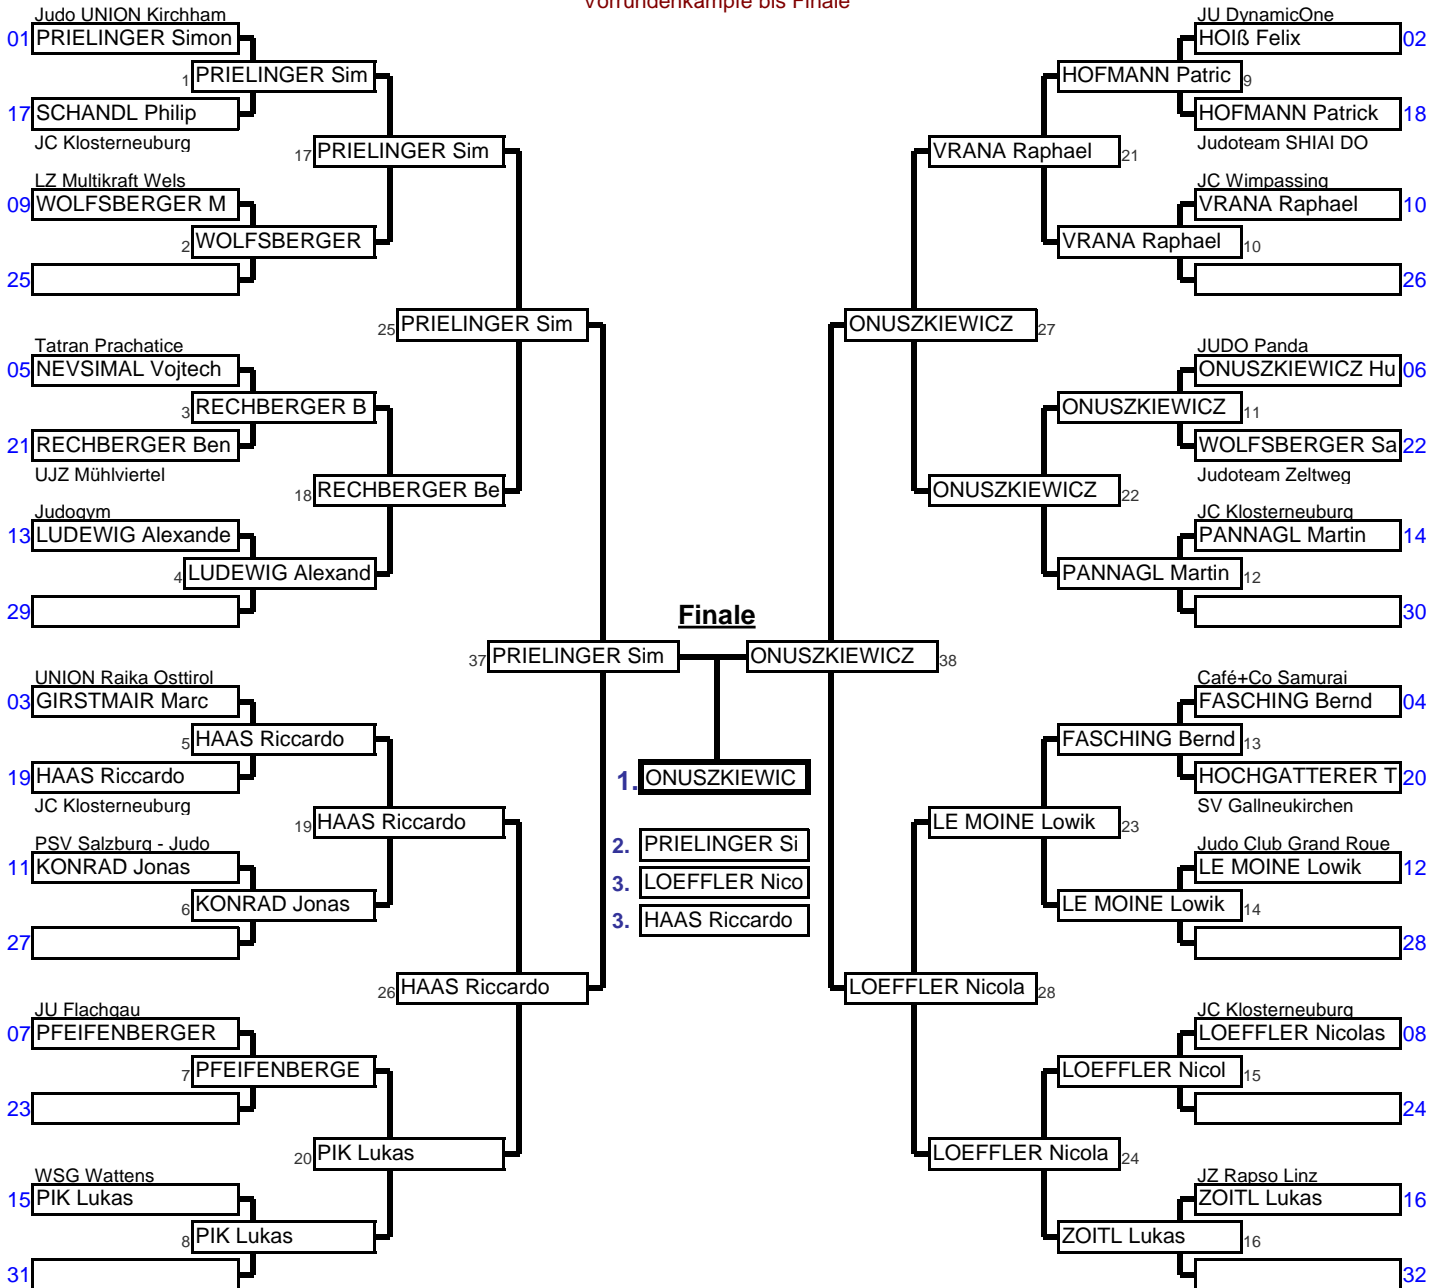 Vorrundenkämpfe bis Finale
Judo UNION Kirchham
01 PRIELINGER Simon
1 PRIELINGER Sim
17 SCHANDL Philip
JC Klosterneuburg
17 PRIELINGER Sim
LZ Multikraft Wels
09 WOLFSBERGER M
2 WOLFSBERGER
25
25 PRIELINGER Sim
Tatran Prachatice
05 NEVSIMAL Vojtech
3 RECHBERGER B
21 RECHBERGER Ben
UJZ Mühlviertel
18 RECHBERGER Be
Judogym
13 LUDEWIG Alexande
4 LUDEWIG Alexand
29
37 PRIELINGER Sim
UNION Raika Osttirol
03 GIRSTMAIR Marc
5 HAAS Riccardo
19 HAAS Riccardo
JC Klosterneuburg
19 HAAS Riccardo
PSV Salzburg - Judo
11 KONRAD Jonas
6 KONRAD Jonas
27
26 HAAS Riccardo
JU Flachgau
07 PFEIFENBERGER
7 PFEIFENBERGE
23
20 PIK Lukas
WSG Wattens
15 PIK Lukas
8 PIK Lukas
31
Finale
1. ONUSZKIEWIC
2. PRIELINGER Si
3. LOEFFLER Nico
3. HAAS Riccardo
JU DynamicOne
HOIß Felix 02
HOFMANN Patric 9
HOFMANN Patrick 18
Judoteam SHIAI DO
VRANA Raphael 21
JC Wimpassing
VRANA Raphael 10
VRANA Raphael 10
26
ONUSZKIEWICZ 27
JUDO Panda
ONUSZKIEWICZ Hu 06
ONUSZKIEWICZ 11
WOLFSBERGER Sa 22
Judoteam Zeltweg
ONUSZKIEWICZ 22
JC Klosterneuburg
PANNAGL Martin 14
PANNAGL Martin 12
30
ONUSZKIEWICZ 38
Café+Co Samurai
FASCHING Bernd 04
FASCHING Bernd 13
HOCHGATTERER T 20
SV Gallneukirchen
LE MOINE Lowik 23
Judo Club Grand Roue
LE MOINE Lowik 12
LE MOINE Lowik 14
28
LOEFFLER Nicola 28
JC Klosterneuburg
LOEFFLER Nicolas 08
LOEFFLER Nicol 15
24
LOEFFLER Nicola 24
JZ Rapso Linz
ZOITL Lukas 16
ZOITL Lukas 16
32